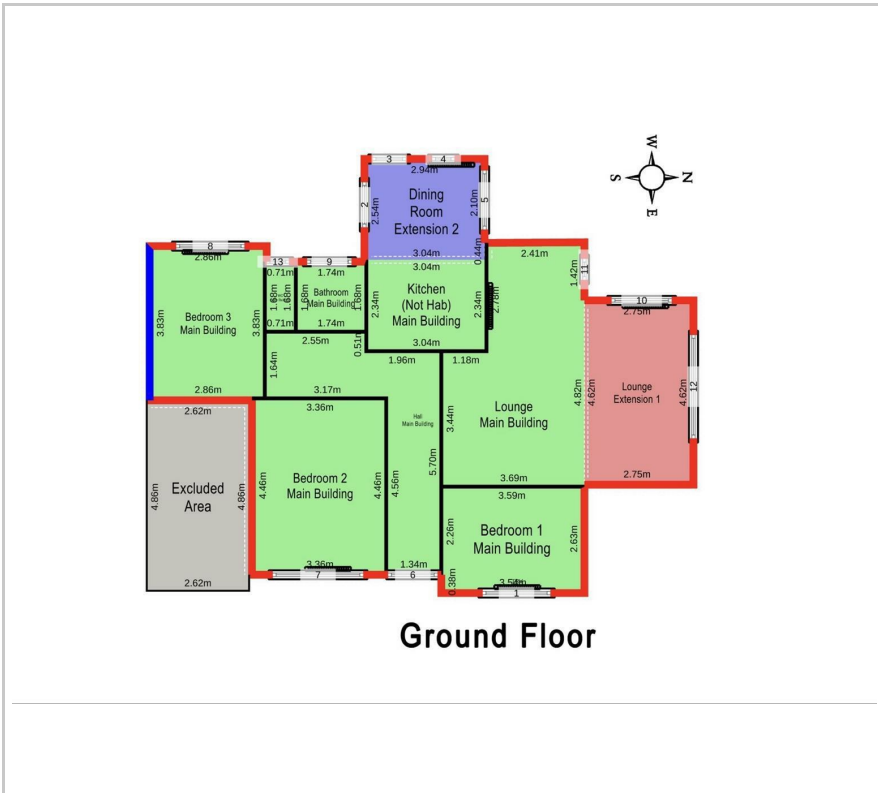 W
S
N
E
3
4
2.94m
2
2.54m
Dining
Room
Extension 2
2.10m
5
0.44m
3.04m
8
2.86m
13
9
0.71m
1.74m
3.04m
2.41m
1.42m
11
3.83m
Bedroom 3
Main Building
3.83m
1.68m
1.68m
1.68m
Bathroom
Main Building
1.68m
2.34m
Kitchen
(Not Hab)
Main Building
2.34m
2.78m
10
2.75m
0.71m
1.74m
3.04m
2.55m
0.51m
1.96m
1.18m
1.64m
2.86m
3.17m
4.82m
4.62m
Lounge
Extension 1
4.62m
12
2.62m
3.36m
Hall
Main Building
3.44m
Lounge
Main Building
4.86m
Excluded
Area
4.86m
4.46m
Bedroom 2
Main Building
4.46m
4.56m
5.70m
3.69m
2.75m
3.59m
2.26m
Bedroom 1
Main Building
2.63m
2.62m
3.36m
7
1.34m
6
0.38m
3.54m
1
Ground Floor